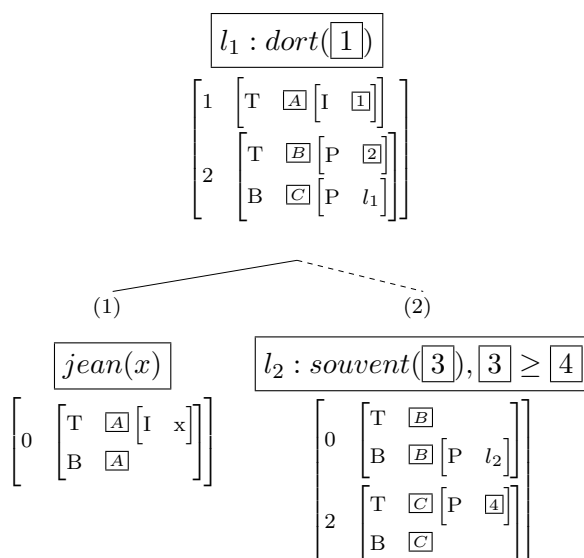 l₁ : dort( 1 )
1 T A I 1
T B P 2
2
B C P l₁
(1) (2)
jean(x) l₂ : souvent( 3 ), 3 ≥ 4
T A I x
0
B A
T B
0
B B P l₂
T C P 4
2
B C